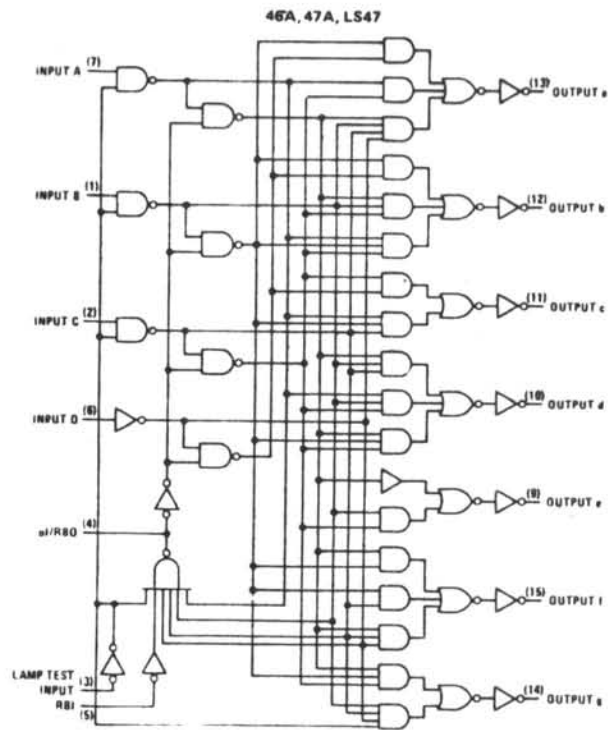 46A, 47A, LS47
INPUT A (7)
(13) OUTPUT a
INPUT B (1)
(12) OUTPUT b
INPUT C (2)
(11) OUTPUT c
INPUT D (6)
(10) OUTPUT d
(9) OUTPUT e
BI/RBO (4)
(15) OUTPUT f
LAMP TEST (3)
INPUT
RBI (5)
(14) OUTPUT g